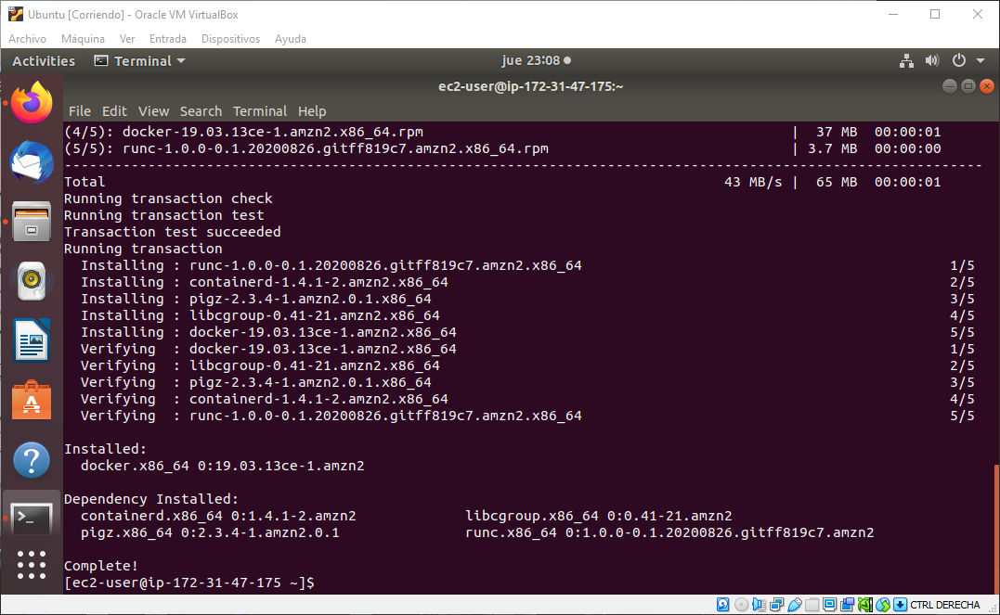 Ubuntu [Corriendo] - Oracle VM VirtualBox
Archivo Máquina Ver Entrada Dispositivos Ayuda
Activities Terminal jue 23:08
ec2-user@ip-172-31-47-175:~
File Edit View Search Terminal Help
(4/5): docker-19.03.13ce-1.amzn2.x86_64.rpm | 37 MB 00:00:01
(5/5): runc-1.0.0-0.1.20200826.gitff819c7.amzn2.x86_64.rpm | 3.7 MB 00:00:00
--------------------------------------------------------------------------------------------------------------
Total 43 MB/s | 65 MB 00:00:01
Running transaction check
Running transaction test
Transaction test succeeded
Running transaction
Installing : runc-1.0.0-0.1.20200826.gitff819c7.amzn2.x86_64 1/5
Installing : containerd-1.4.1-2.amzn2.x86_64 2/5
Installing : pigz-2.3.4-1.amzn2.0.1.x86_64 3/5
Installing : libcgroup-0.41-21.amzn2.x86_64 4/5
Installing : docker-19.03.13ce-1.amzn2.x86_64 5/5
Verifying : docker-19.03.13ce-1.amzn2.x86_64 1/5
Verifying : libcgroup-0.41-21.amzn2.x86_64 2/5
Verifying : pigz-2.3.4-1.amzn2.0.1.x86_64 3/5
Verifying : containerd-1.4.1-2.amzn2.x86_64 4/5
Verifying : runc-1.0.0-0.1.20200826.gitff819c7.amzn2.x86_64 5/5
Installed:
docker.x86_64 0:19.03.13ce-1.amzn2
Dependency Installed:
containerd.x86_64 0:1.4.1-2.amzn2 libcgroup.x86_64 0:0.41-21.amzn2
pigz.x86_64 0:2.3.4-1.amzn2.0.1 runc.x86_64 0:1.0.0-0.1.20200826.gitff819c7.amzn2
Complete!
[ec2-user@ip-172-31-47-175 ~]$
CTRL DERECHA